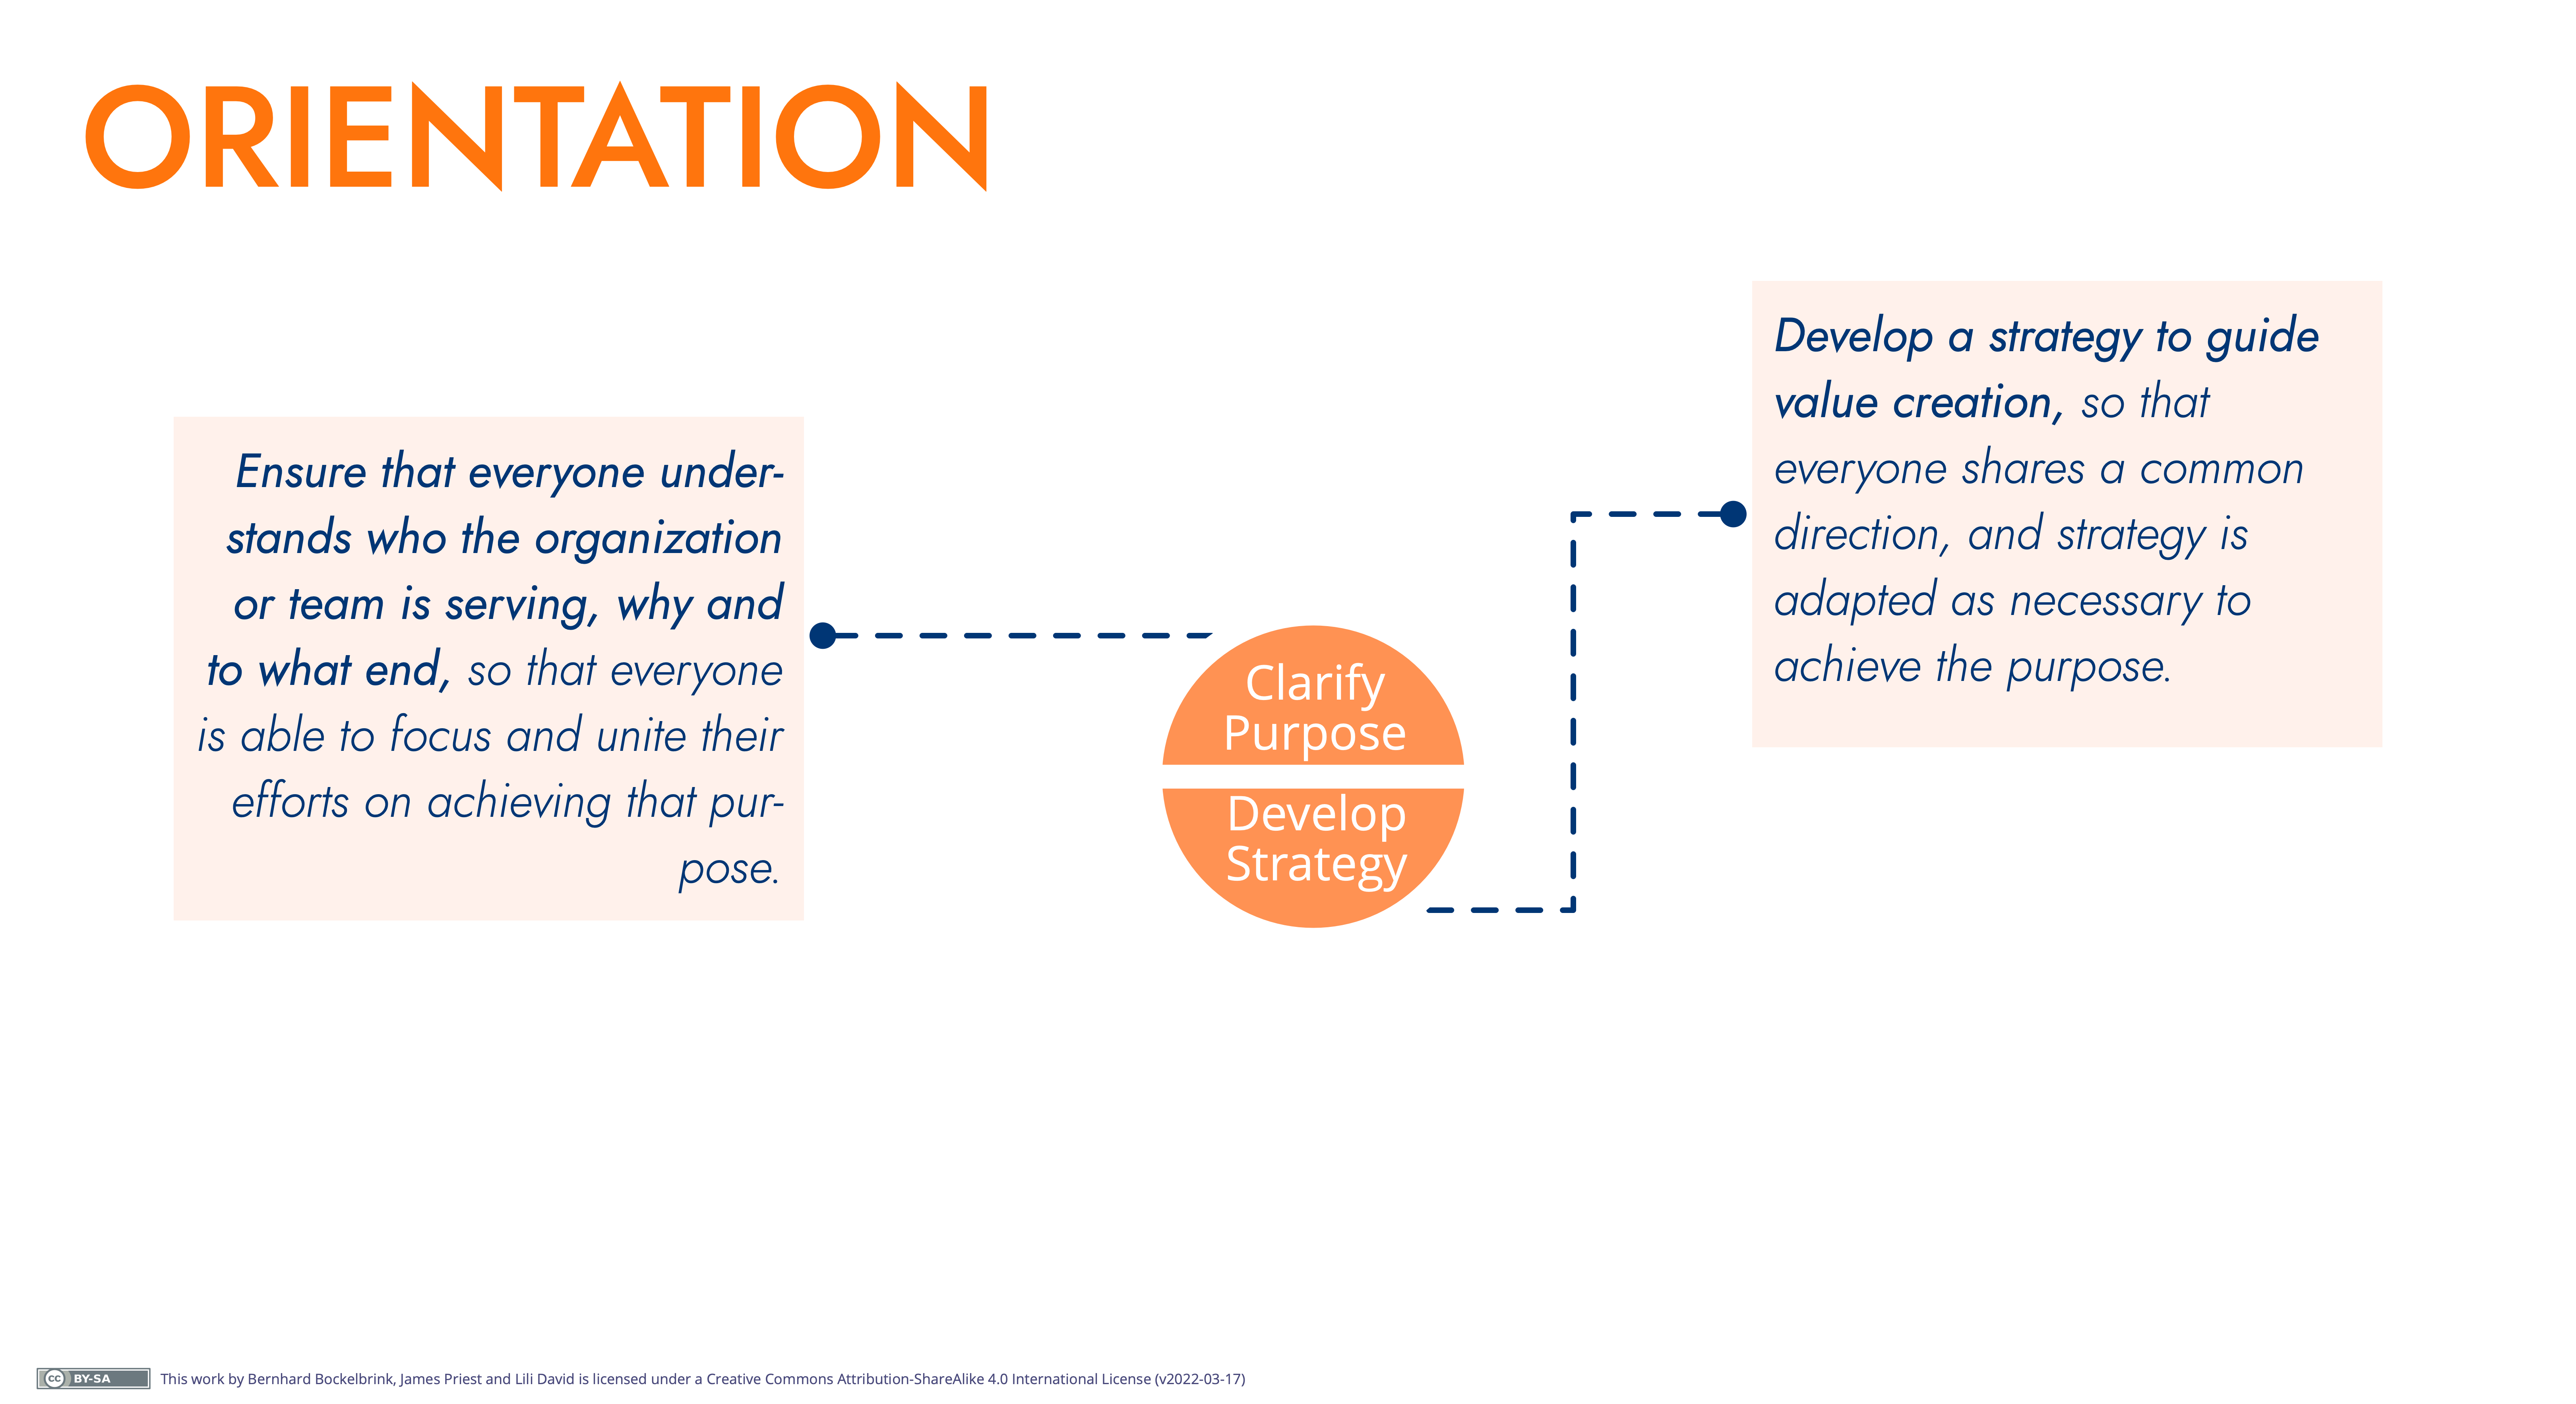 ORIENTATION
Ensure that everyone under-
stands who the organization
or team is serving, why and
to what end, so that everyone
is able to focus and unite their
efforts on achieving that pur-
pose.
Clarify
Purpose
Develop
Strategy
Develop a strategy to guide
value creation, so that
everyone shares a common
direction, and strategy is
adapted as necessary to
achieve the purpose.
cc BY-SA This work by Bernhard Bockelbrink, James Priest and Lili David is licensed under a Creative Commons Attribution-ShareAlike 4.0 International License (v2022-03-17)